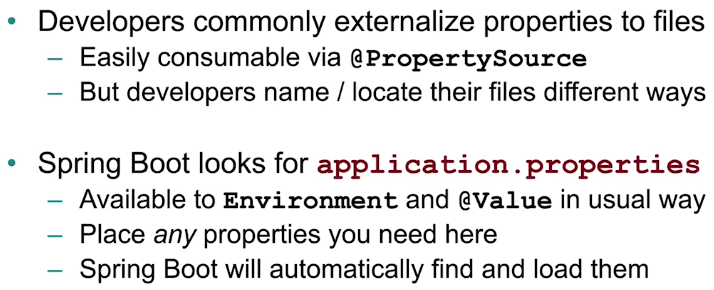 • Developers commonly externalize properties to files
– Easily consumable via @PropertySource
– But developers name / locate their files different ways
• Spring Boot looks for application.properties
– Available to Environment and @Value in usual way
– Place any properties you need here
– Spring Boot will automatically find and load them